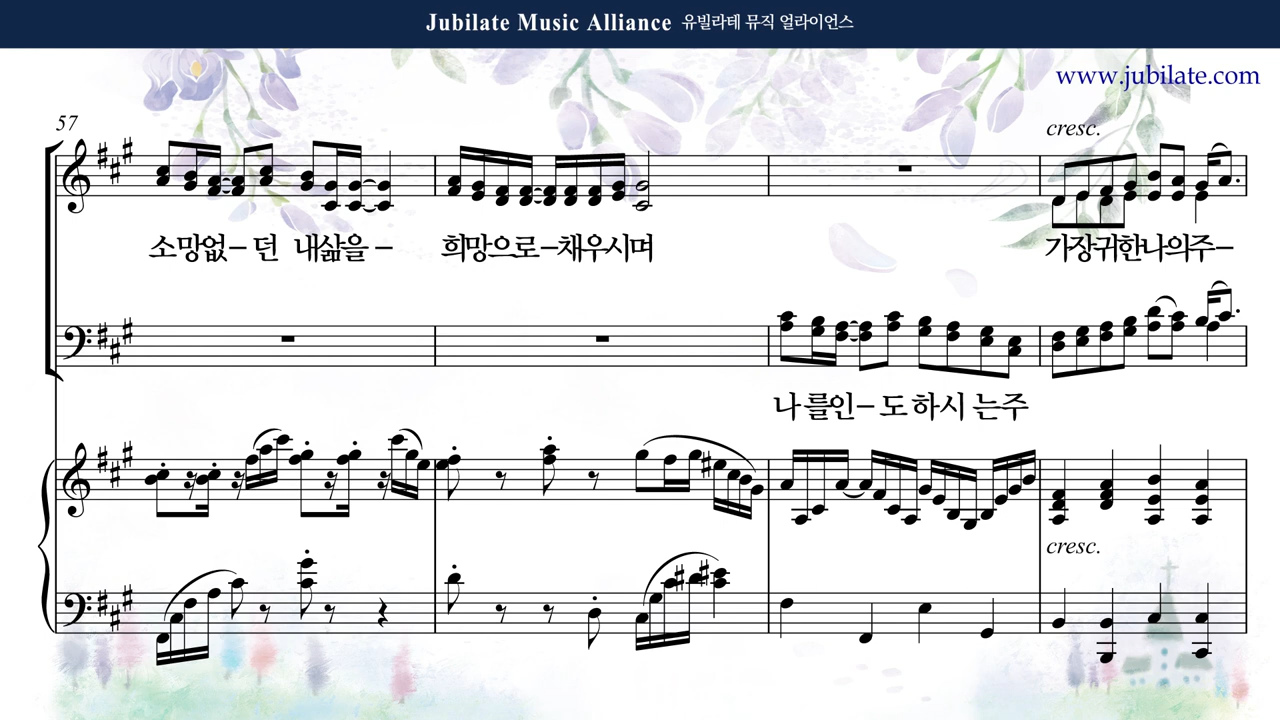 Jubilate Music Alliance 유빌라테 뮤직 얼라이언스
www.jubilate.com
57
cresc.
소망없– 던 내삶을– 희망으로–채우시며 가장귀한나의주–
나를인– 도하시 는주
cresc.